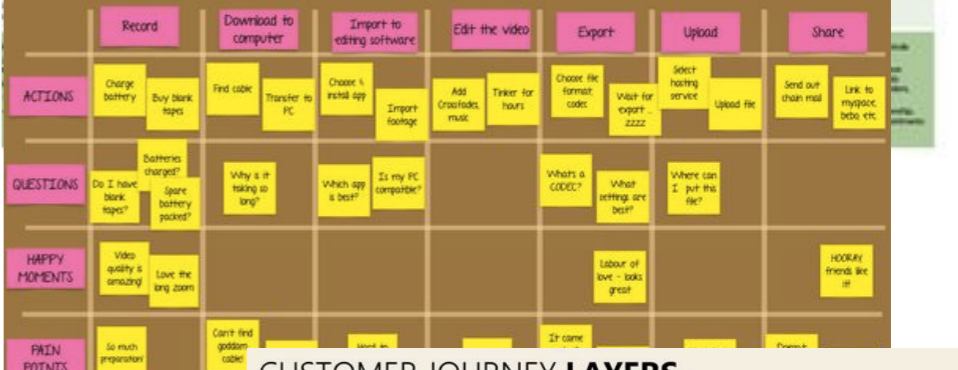 Record
Download to
computer
Import to
editing software
Edit the video
Export
Upload
Share
ACTIONS
Charge
battery
Buy blank
tapes
Find cable
Transfer to
PC
Choose &
install app
Import
footage
Add
Crossfades,
music
Tinker for
hours
Choose file
format,
codec
Wait for
export ..
zzzz
Select
hosting
service
Upload file
Send out
chain mail
Link to
myspace,
bebo, etc.
QUESTIONS
Do I have
blank
tapes?
Batteries
charged?
Spare
battery
packed?
Why is it
taking so
long?
Which app
is best?
Is my PC
compatible?
Whats a
CODEC?
What
settings are
best?
Where can
I put this
file?
HAPPY
MOMENTS
Video
quality is
amazing!
Love the
long zoom
Labour of
love - looks
great
HOORAY,
friends like
it!
PAIN
POINTS
So much
preparation!
Can't find
goddam
cable!
It came
CUSTOMER JOURNEY LAYERS